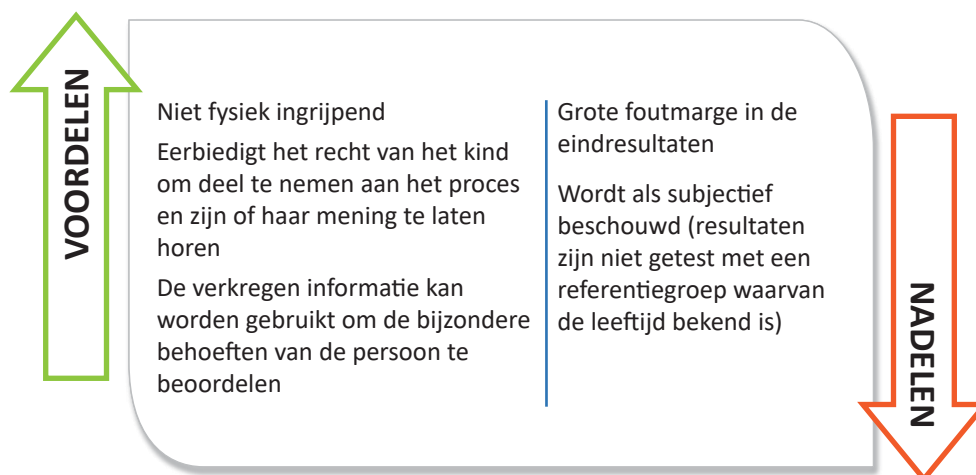 VOORDELEN
Niet fysiek ingrijpend
Eerbiedigt het recht van het kind
om deel te nemen aan het proces
en zijn of haar mening te laten
horen
De verkregen informatie kan
worden gebruikt om de bijzondere
behoeften van de persoon te
beoordelen
Grote foutmarge in de
eindresultaten
Wordt als subjectief
beschouwd (resultaten
zijn niet getest met een
referentiegroep waarvan
de leeftijd bekend is)
NADELEN